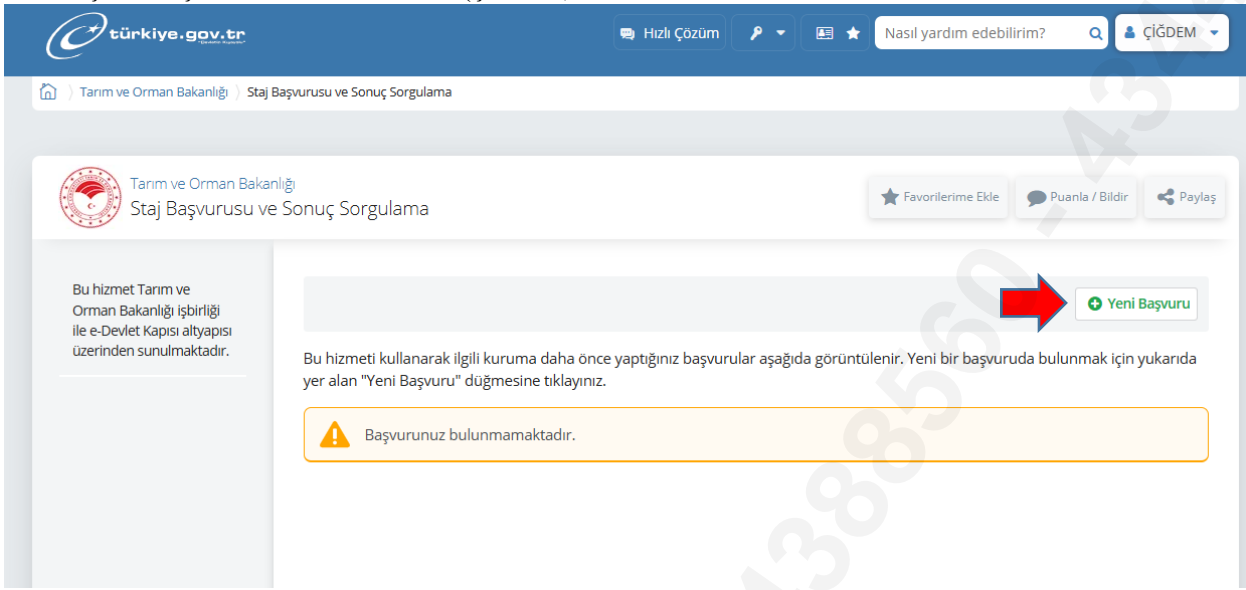 türkiye.gov.tr
Hızlı Çözüm
Nasıl yardım edebilirim?
ÇİĞDEM
Tarım ve Orman Bakanlığı
Staj Başvurusu ve Sonuç Sorgulama
Tarım ve Orman Bakanlığı
Staj Başvurusu ve Sonuç Sorgulama
Favorilerime Ekle
Puanla / Bildir
Paylaş
Bu hizmet Tarım ve
Orman Bakanlığı işbirliği
ile e-Devlet Kapısı altyapısı
üzerinden sunulmaktadır.
Yeni Başvuru
Bu hizmeti kullanarak ilgili kuruma daha önce yaptığınız başvurular aşağıda görüntülenir. Yeni bir başvuruda bulunmak için yukarıda
yer alan "Yeni Başvuru" düğmesine tıklayınız.
Başvurunuz bulunmamaktadır.